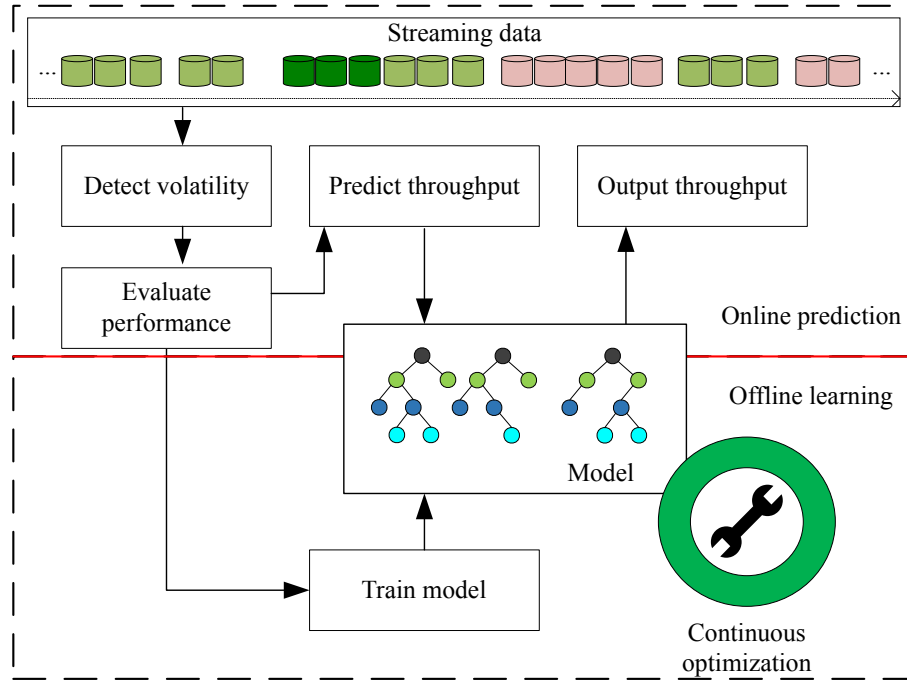 Streaming data
... ...
Detect volatility
Predict throughput
Output throughput
Evaluate
performance
Online prediction
Offline learning
Model
Train model
Continuous
optimization